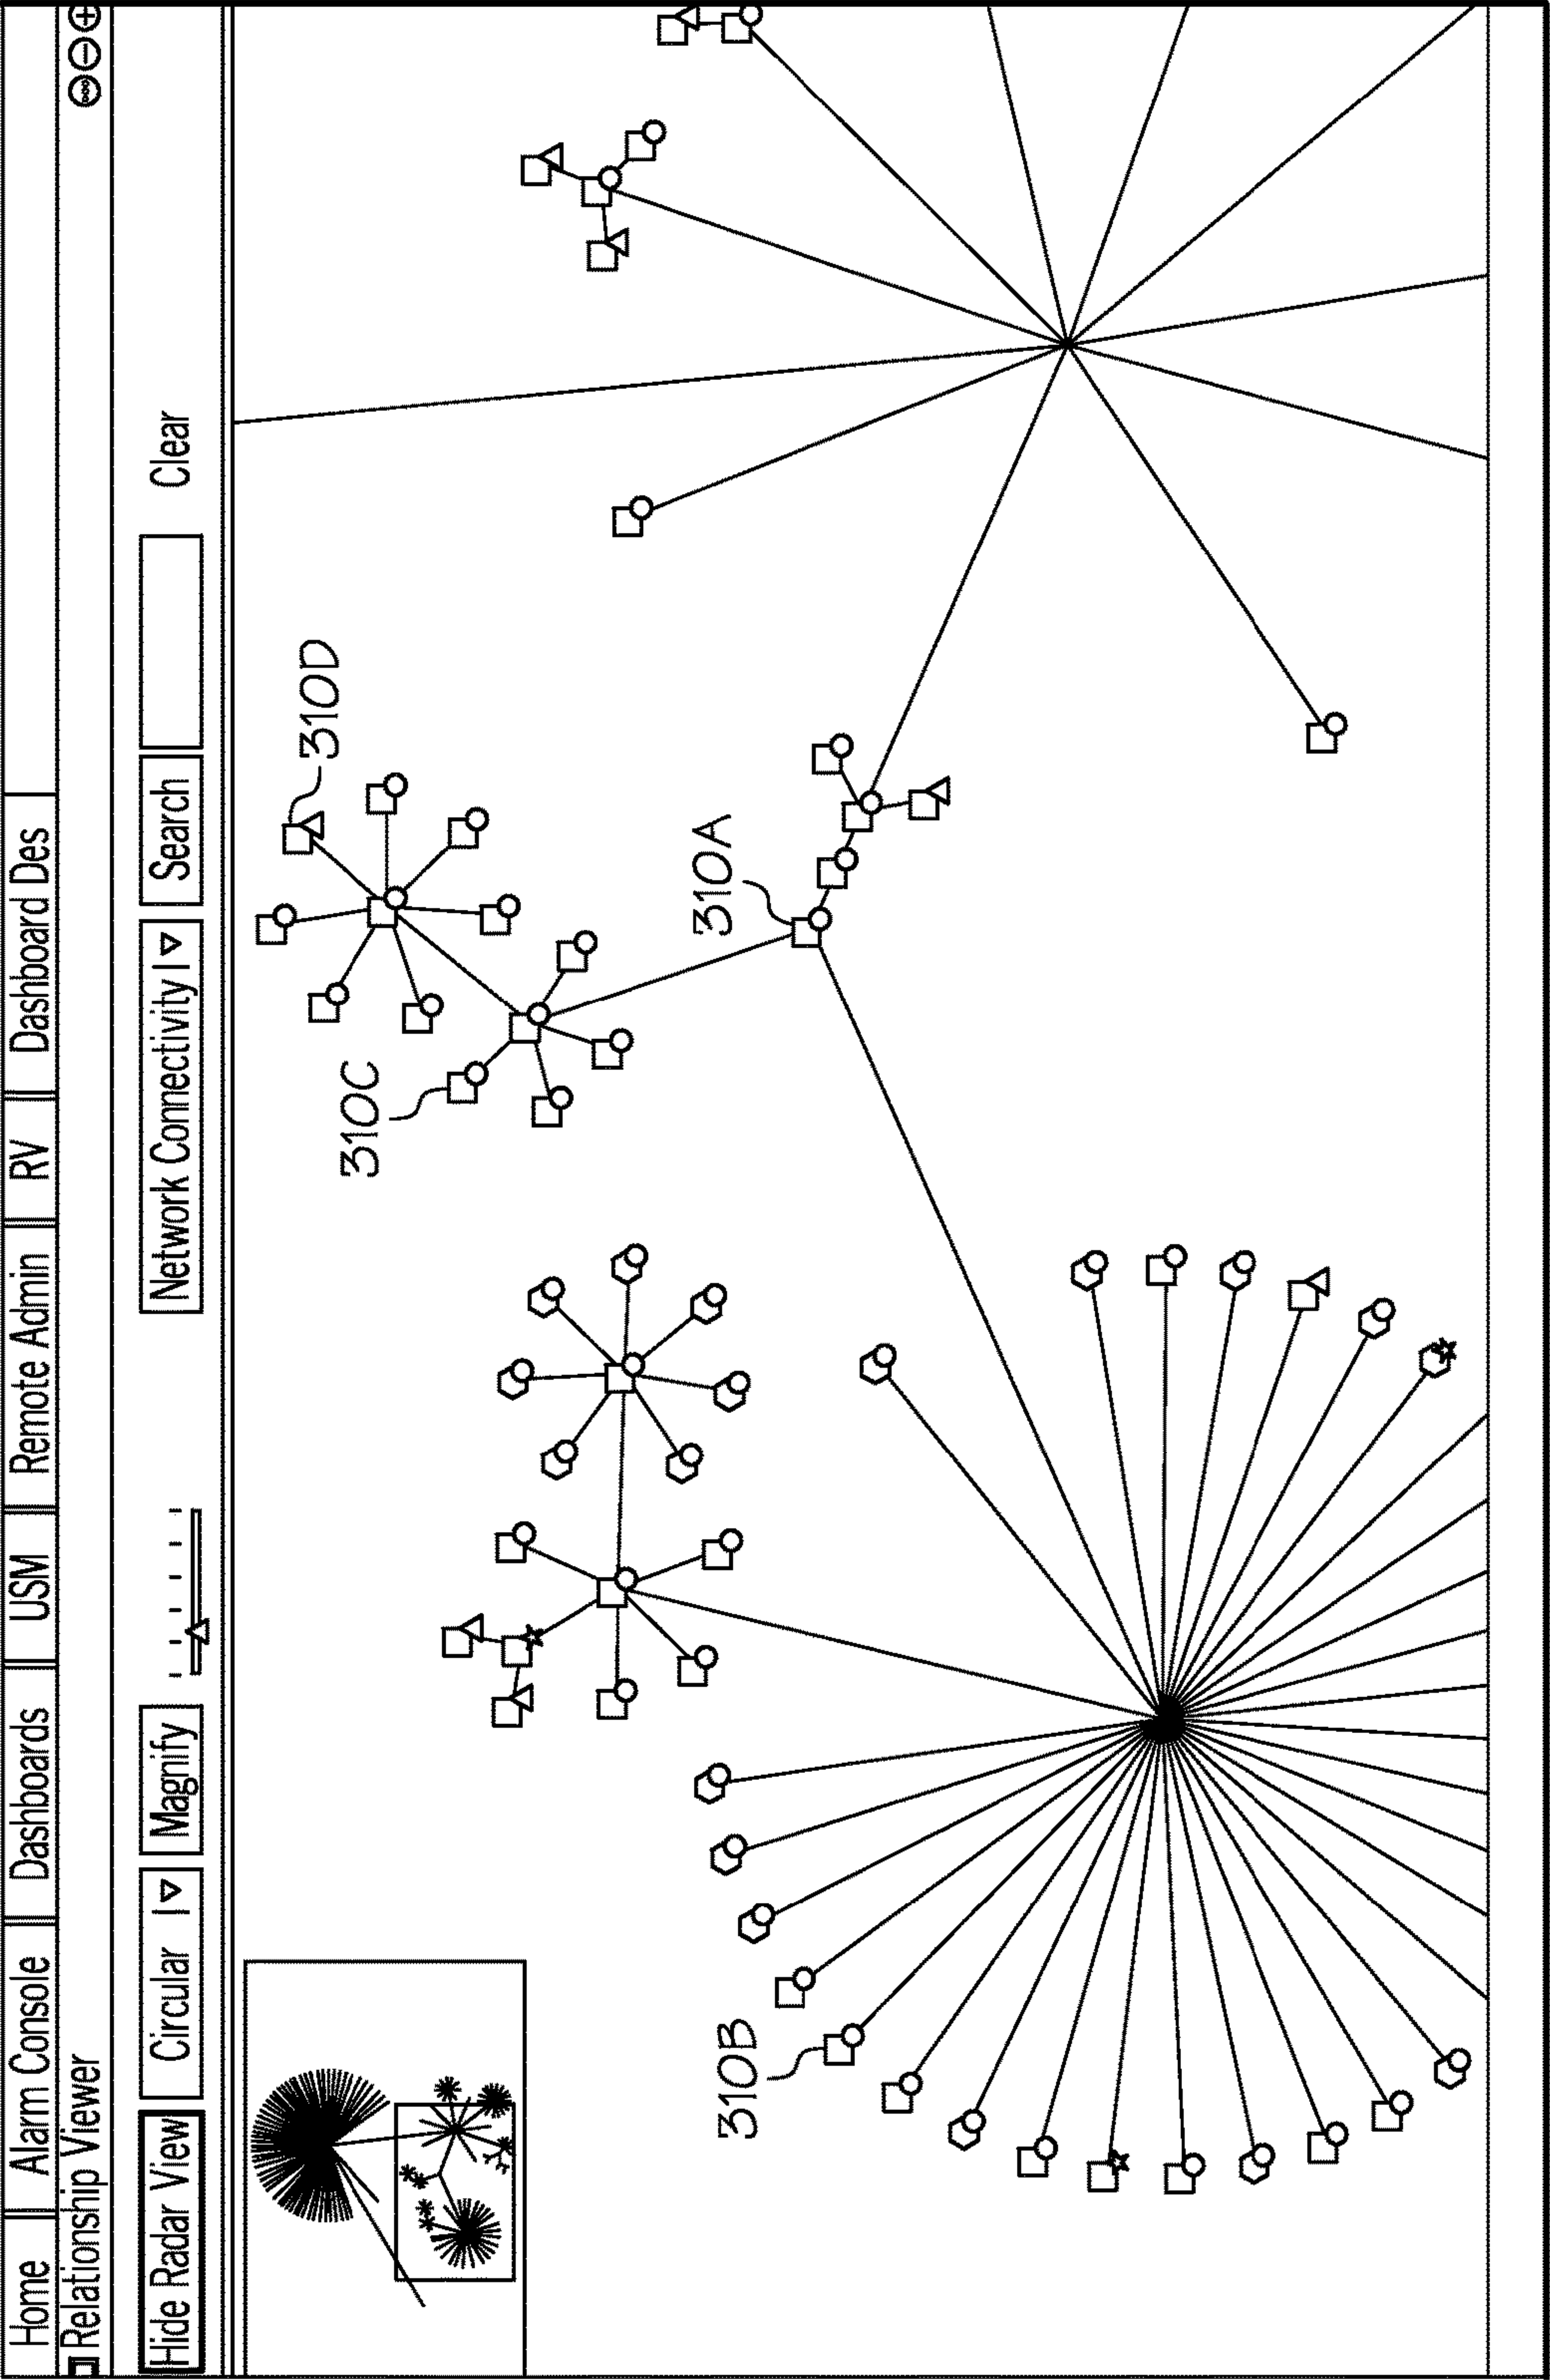 Home Alarm Console Dashboards USM Remote Admin RV Dashboard Des
Relationship Viewer
Hide Radar View Circular Magnify Network Connectivity Search Clear
310D
310C
310A
310B